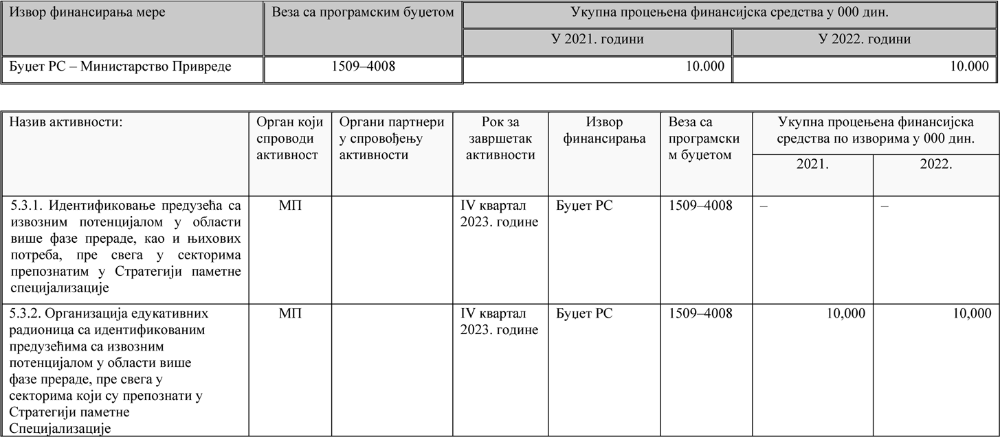 Извор финансирања мере
Веза са програмским буџетом
Укупна процењена финансијска средства у 000 дин.
У 2021. години
У 2022. години
Буџет РС – Министарство Привреде
1509–4008
10.000
10.000
Назив активности:
Орган који
спроводи
активност
Органи партнери
у спровођењу
активности
Рок за
завршетак
активности
Извор
финансирања
Веза са
програмски
м буџетом
Укупна процењена финансијска
средства по изворима у 000 дин.
2021.
2022.
5.3.1. Идентификовање предузећа са
извозним потенцијалом у области
више фазе прераде, као и њихових
потреба, пре свега у секторима
препознатим у Стратегији паметне
специјализације
МП
IV квартал
2023. године
Буџет РС
1509–4008
–
–
5.3.2. Организација едукативних
радионица са идентификованим
предузећима са извозним
потенцијалом у области више
фазе прераде, пре свега у
секторима који су препознати у
Стратегији паметне
Специјализације
МП
IV квартал
2023. године
Буџет РС
1509–4008
10,000
10,000